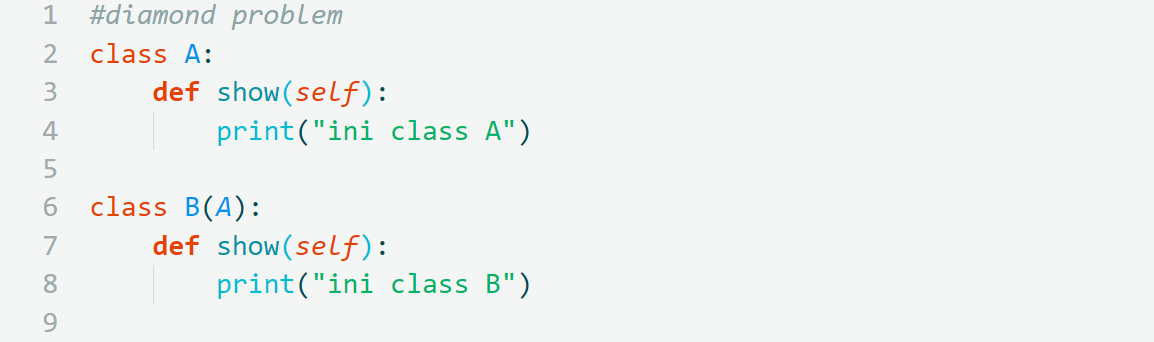 1 #diamond problem
2 class A:
3     def show(self):
4         print("ini class A")
5
6 class B(A):
7     def show(self):
8         print("ini class B")
9